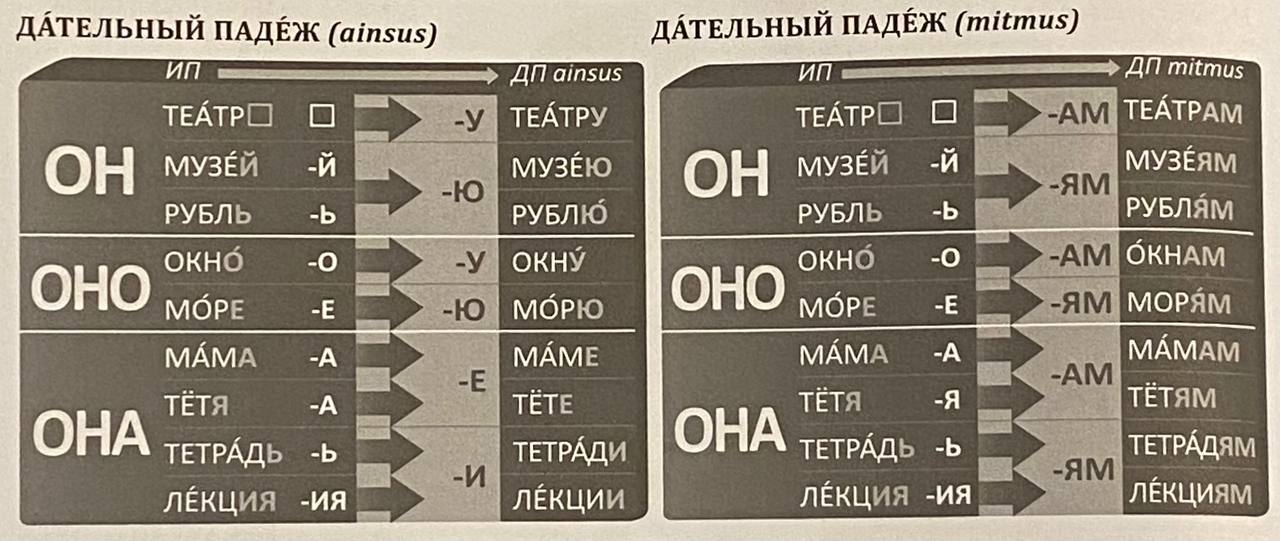 ДА́ТЕЛЬНЫЙ ПАДЕ́Ж (ainsus)
ИП ДП ainsus
ОН
ТЕА́ТР□ □ -У ТЕА́ТРУ
МУЗЕ́Й -Й -Ю МУЗЕ́Ю
РУБЛЬ -Ь РУБЛЮ́
ОНО
ОКНО́ -О -У ОКНУ́
МО́РЕ -Е -Ю МО́РЮ
ОНА
МА́МА -А -Е МА́МЕ
ТЁТЯ -А ТЁТЕ
ТЕТРА́ДЬ -Ь -И ТЕТРА́ДИ
ЛЕ́КЦИЯ -ИЯ ЛЕ́КЦИИ
ДА́ТЕЛЬНЫЙ ПАДЕ́Ж (mitmus)
ИП ДП mitmus
ОН
ТЕА́ТР□ □ -АМ ТЕА́ТРАМ
МУЗЕ́Й -Й -ЯМ МУЗЕ́ЯМ
РУБЛЬ -Ь РУБЛЯ́М
ОНО
ОКНО́ -О -АМ О́КНАМ
МО́РЕ -Е -ЯМ МОРЯ́М
ОНА
МА́МА -А -АМ МА́МАМ
ТЁТЯ -Я ТЁТЯМ
ТЕТРА́ДЬ -Ь -ЯМ ТЕТРА́ДЯМ
ЛЕ́КЦИЯ -ИЯ ЛЕ́КЦИЯМ